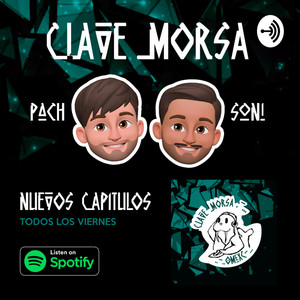 CLAVE MORSA
PACH
SON!
NUEVOS CAPITULOS
TODOS LOS VIERNES
CLAVE MORSA
Listen on
Spotify